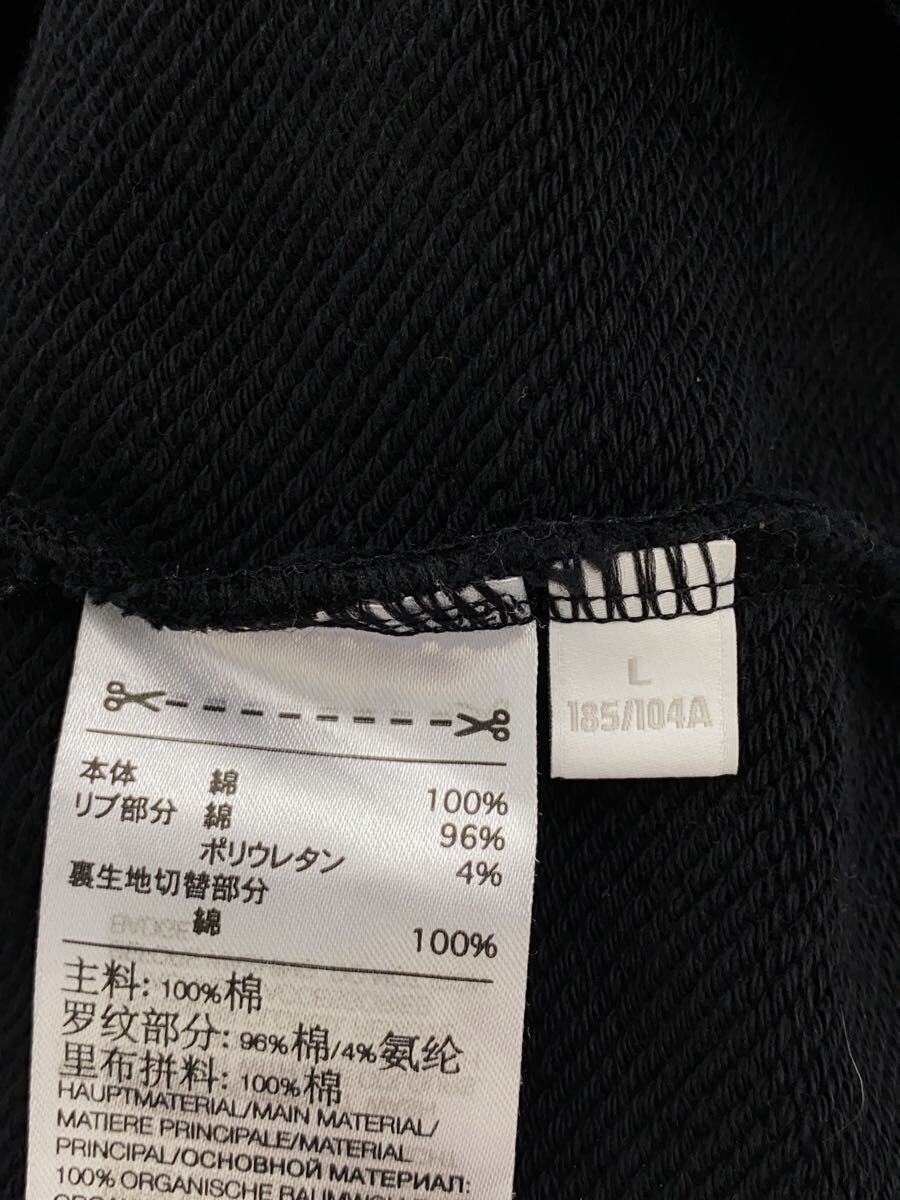 L
185/104A
本体 綿 100%
リブ部分 綿 96%
ポリウレタン 4%
裏生地切替部分
綿 100%
主料: 100%棉
罗纹部分: 96%棉/4%氨纶
里布拼料: 100%棉
HAUPTMATERIAL/MAIN MATERIAL/
MATIERE PRINCIPALE/MATERIAL
PRINCIPAL/ОСНОВНОЙ МАТЕРИАЛ:
100% ORGANISCHE